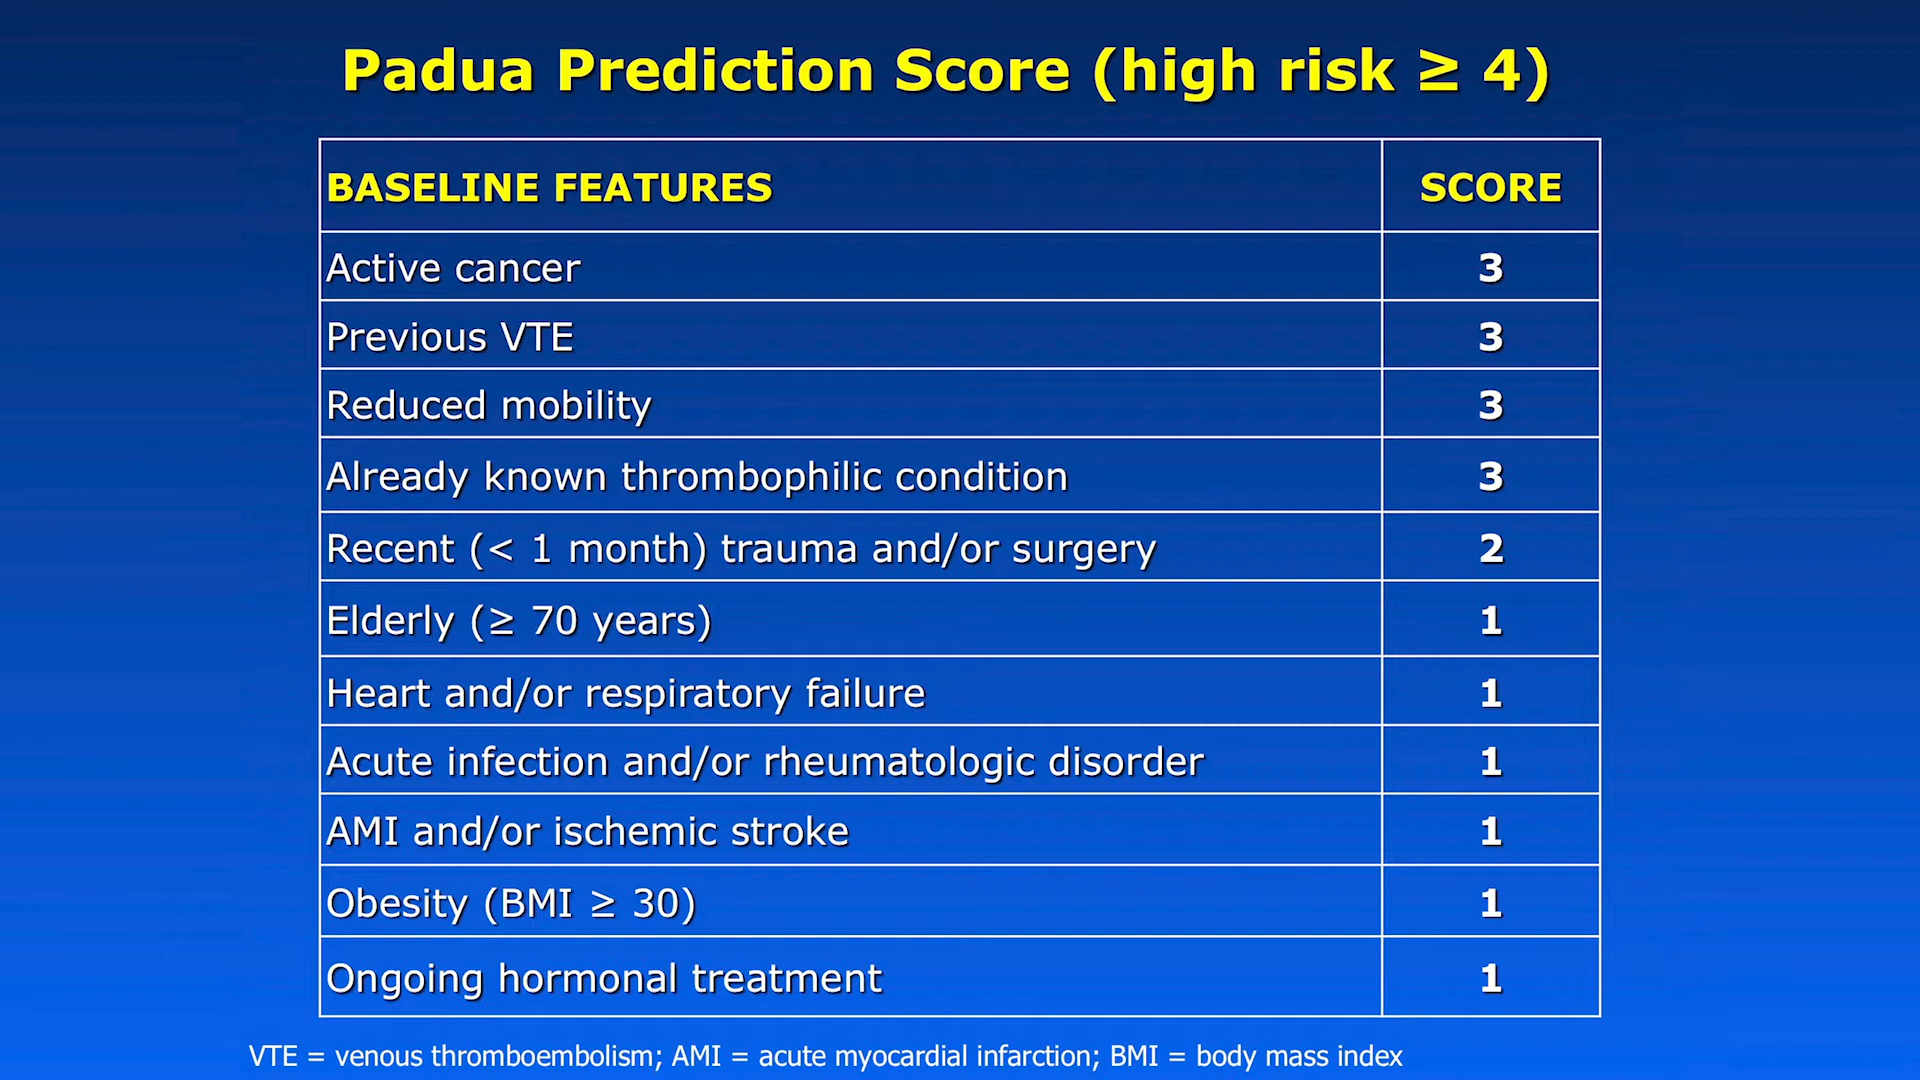 Padua Prediction Score (high risk ≥ 4)
BASELINE FEATURES SCORE
Active cancer 3
Previous VTE 3
Reduced mobility 3
Already known thrombophilic condition 3
Recent (< 1 month) trauma and/or surgery 2
Elderly (≥ 70 years) 1
Heart and/or respiratory failure 1
Acute infection and/or rheumatologic disorder 1
AMI and/or ischemic stroke 1
Obesity (BMI ≥ 30) 1
Ongoing hormonal treatment 1
VTE = venous thromboembolism; AMI = acute myocardial infarction; BMI = body mass index